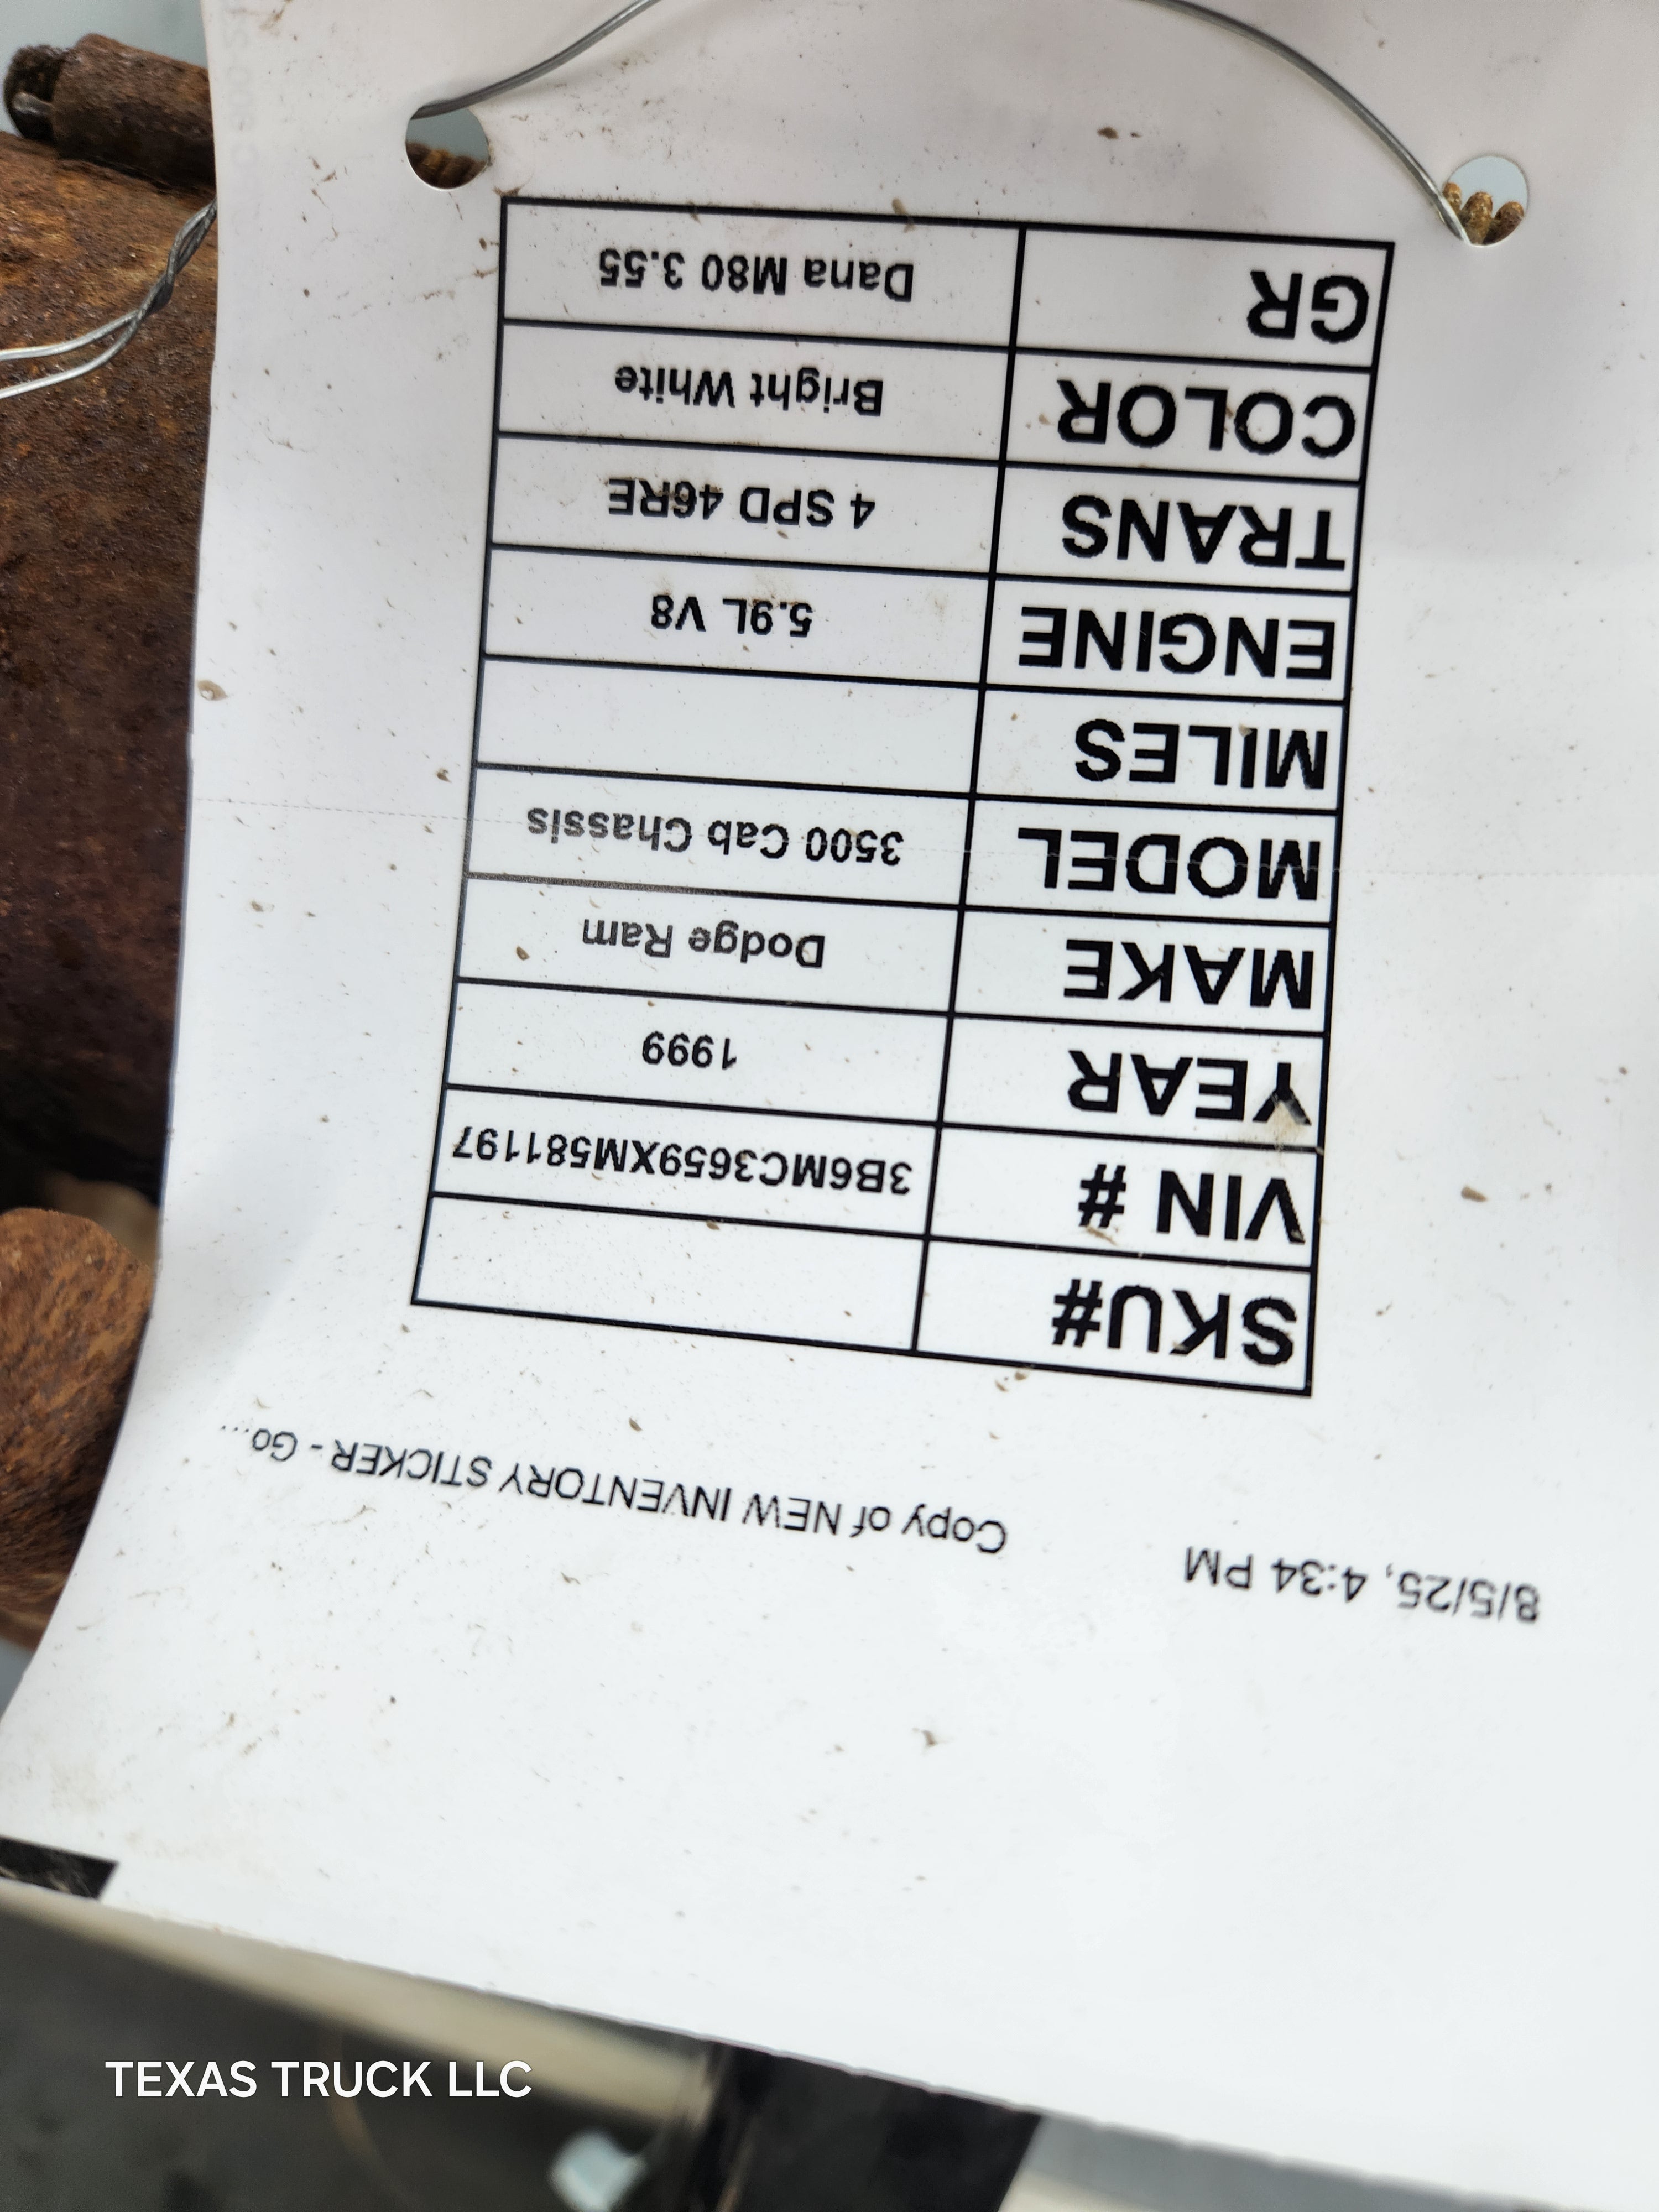 8/5/25, 4:34 PM Copy of NEW INVENTORY STICKER - Go...
SKU#
VIN # 3B6MC3659XM581197
YEAR 1999
MAKE Dodge Ram
MODEL 3500 Cab Chassis
MILES
ENGINE 5.9L V8
TRANS 4 SPD 46RE
COLOR Bright White
GR Dana M80 3.55
TEXAS TRUCK LLC